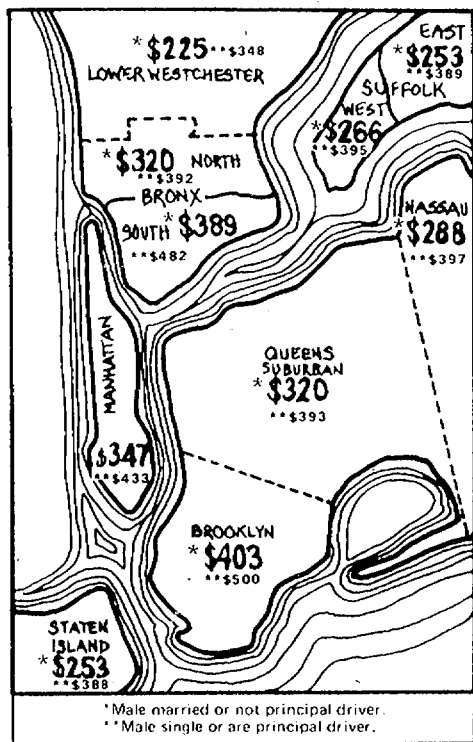 *$225 **$348
LOWER WESTCHESTER
EAST
*$253
**$389
SUFFOLK
WEST
*$266
**$395
*$320 NORTH
**$392
BRONX
SOUTH *$389
**$482
NASSAU
*$288
**$397
MANHATTAN
*$347
**$433
QUEENS
SUBURBAN
*$320
**$393
BROOKLYN
*$403
**$500
STATEN
ISLAND
*$253
**$388
*Male married or not principal driver.
**Male single or are principal driver.